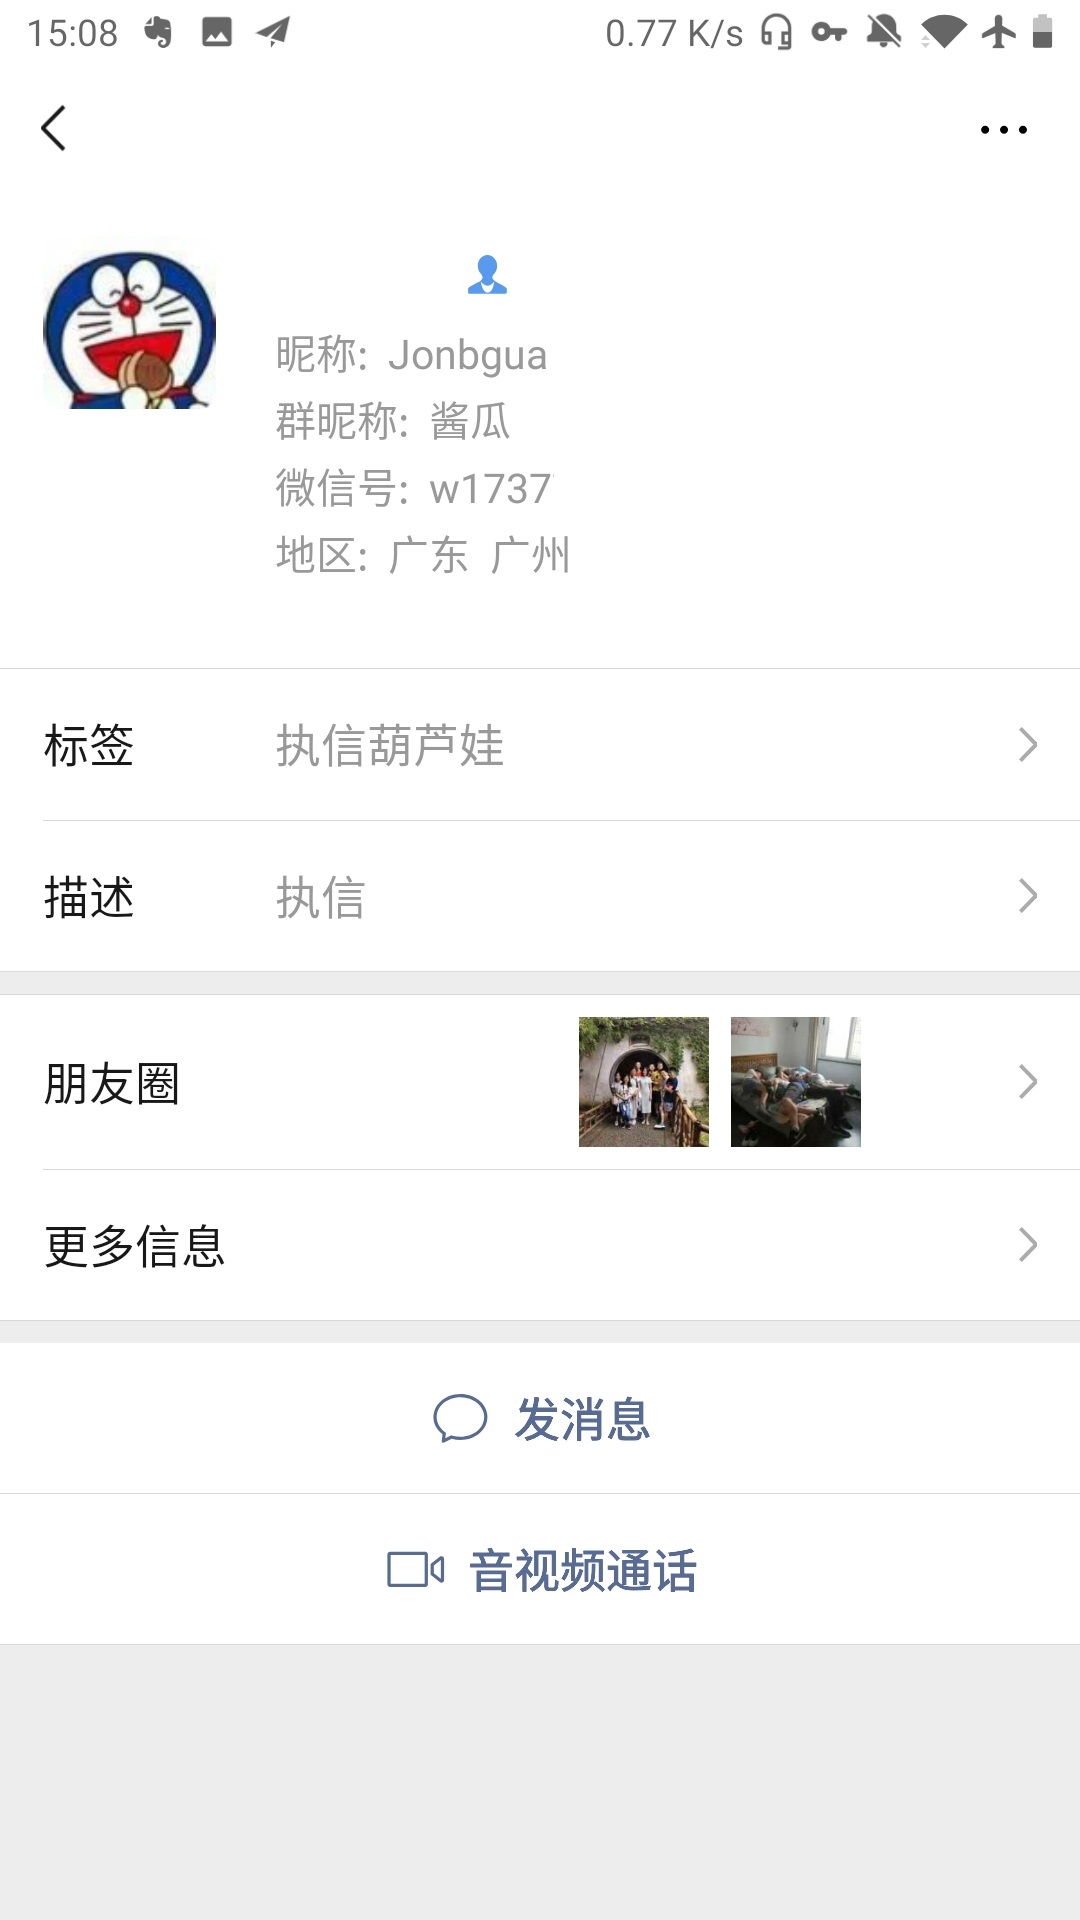 15:08 0.77 K/s
昵称: Jonbgua
群昵称: 酱瓜
微信号: w1737
地区: 广东 广州
标签 执信葫芦娃
描述 执信
朋友圈
更多信息
发消息
音视频通话